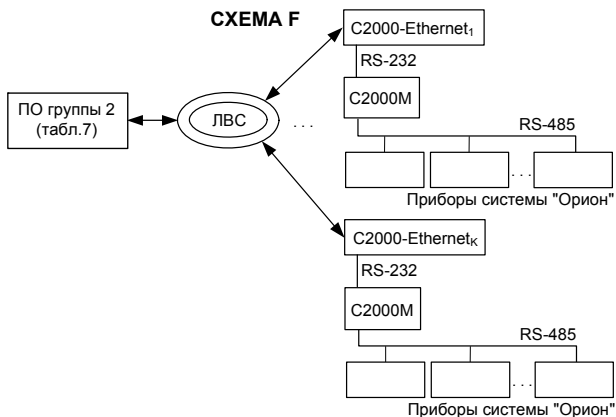 СХЕМА F
C2000-Ethernet₁
RS-232
C2000M
RS-485
ПО группы 2
(табл.7)
ЛВС
. . .
. . .
Приборы системы "Орион"
C2000-Ethernetₖ
RS-232
C2000M
RS-485
. . .
Приборы системы "Орион"